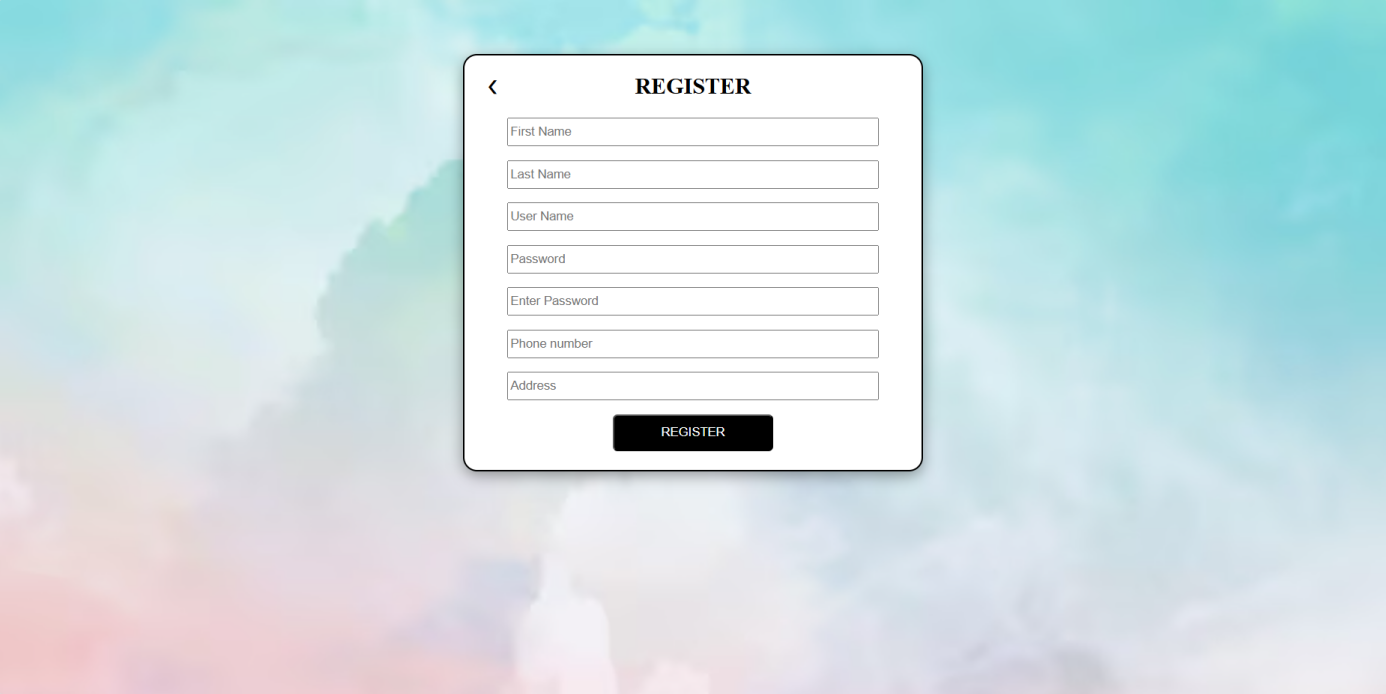 ❮ REGISTER
First Name
Last Name
User Name
Password
Enter Password
Phone number
Address
REGISTER